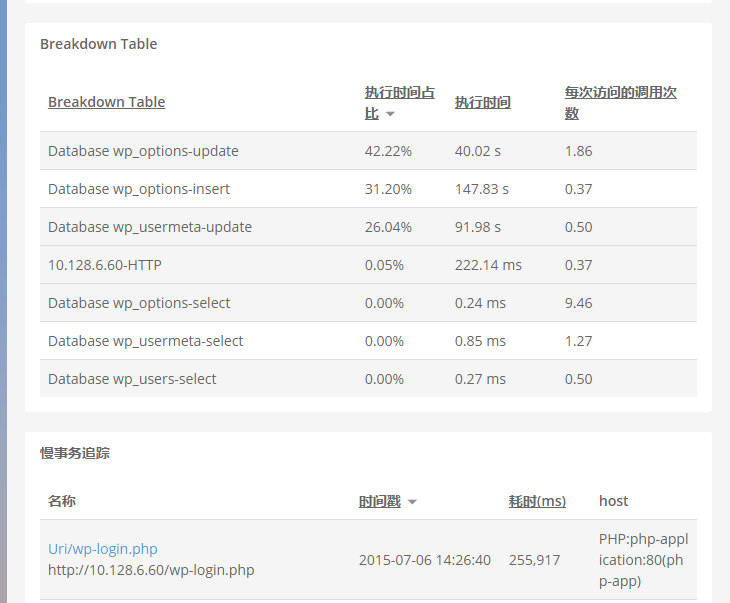 Breakdown Table
Breakdown Table 执行时间占比 执行时间 每次访问的调用次数
Database wp_options-update 42.22% 40.02 s 1.86
Database wp_options-insert 31.20% 147.83 s 0.37
Database wp_usermeta-update 26.04% 91.98 s 0.50
10.128.6.60-HTTP 0.05% 222.14 ms 0.37
Database wp_options-select 0.00% 0.24 ms 9.46
Database wp_usermeta-select 0.00% 0.85 ms 1.27
Database wp_users-select 0.00% 0.27 ms 0.50
慢事务追踪
名称 时间戳 耗时(ms) host
Uri/wp-login.php
http://10.128.6.60/wp-login.php 2015-07-06 14:26:40 255,917 PHP:php-appl
ication:80(ph
p-app)